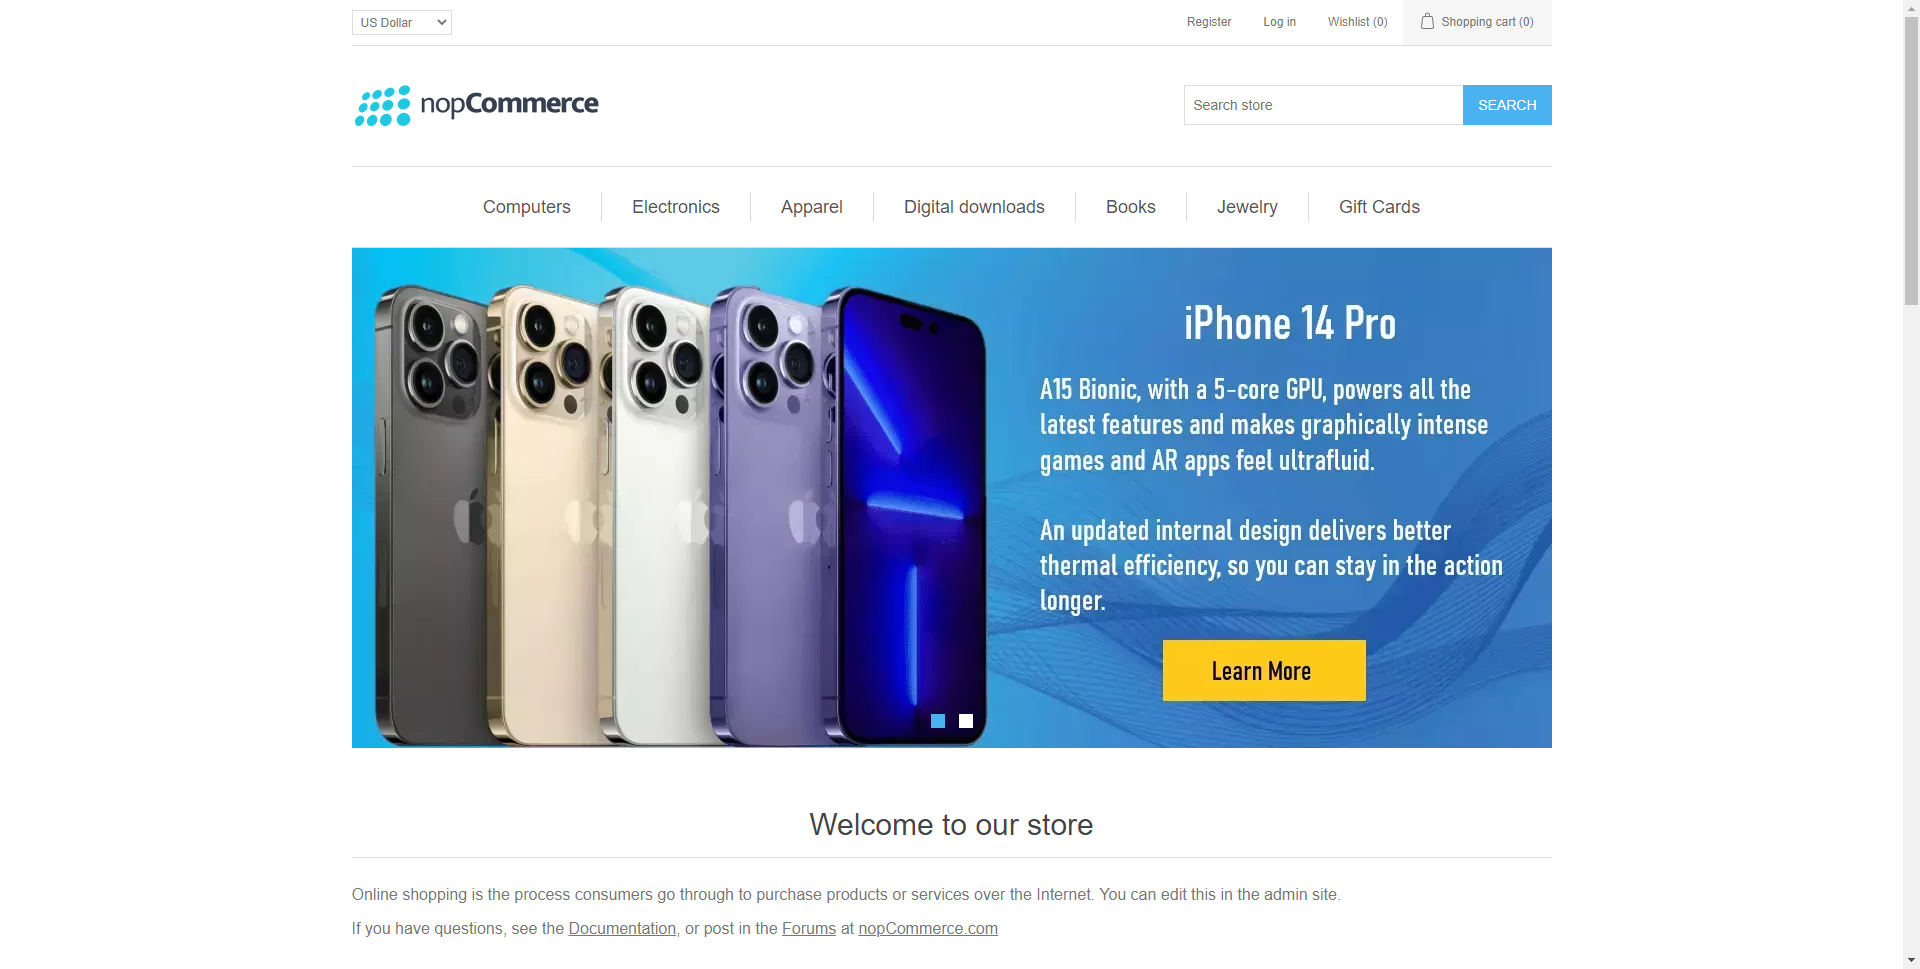 US Dollar
Register
Log in
Wishlist (0)
Shopping cart (0)
nopCommerce
Search store
SEARCH
Computers
Electronics
Apparel
Digital downloads
Books
Jewelry
Gift Cards
iPhone 14 Pro
A15 Bionic, with a 5-core GPU, powers all the
latest features and makes graphically intense
games and AR apps feel ultrafluid.
An updated internal design delivers better
thermal efficiency, so you can stay in the action
longer.
Learn More
Welcome to our store
Online shopping is the process consumers go through to purchase products or services over the Internet. You can edit this in the admin site.
If you have questions, see the Documentation, or post in the Forums at nopCommerce.com